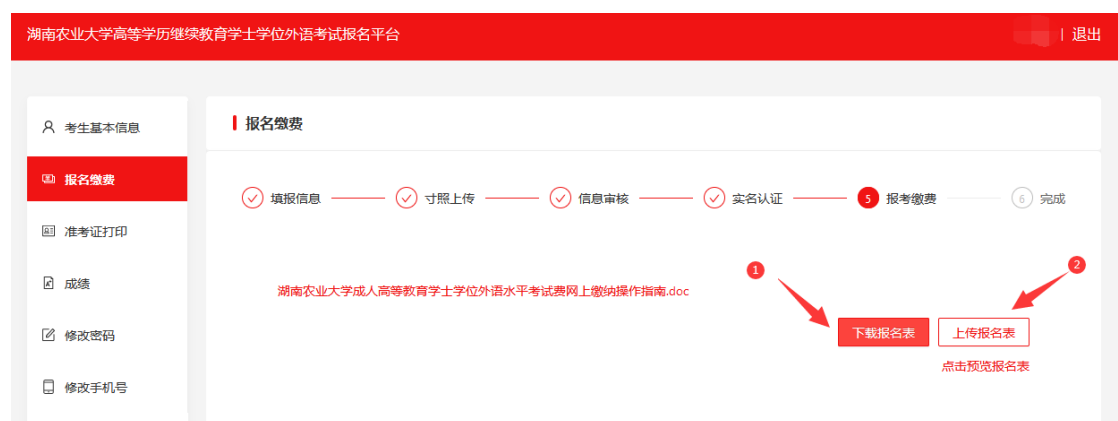 湖南农业大学高等学历继续教育学士学位外语考试报名平台
| 退出
考生基本信息
报名缴费
准考证打印
成绩
修改密码
修改手机号
报名缴费
填报信息
寸照上传
信息审核
实名认证
5 报考缴费
6 完成
1
2
湖南农业大学成人高等教育学士学位外语水平考试费网上缴纳操作指南.doc
下载报名表
上传报名表
点击预览报名表